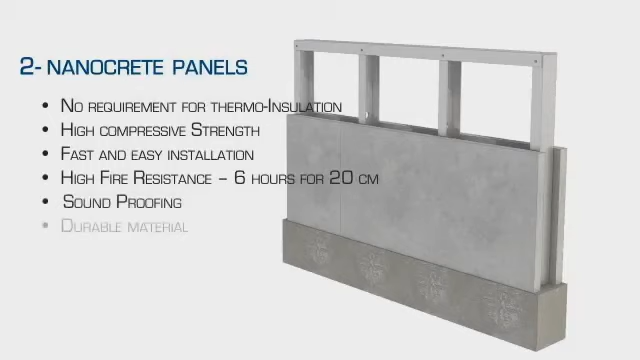 2- NANOCRETE PANELS
• No requirement for thermo-Insulation
• High compressive Strength
• Fast and easy installation
• High Fire Resistance – 6 hours for 20 cm
• Sound Proofing
• Durable material